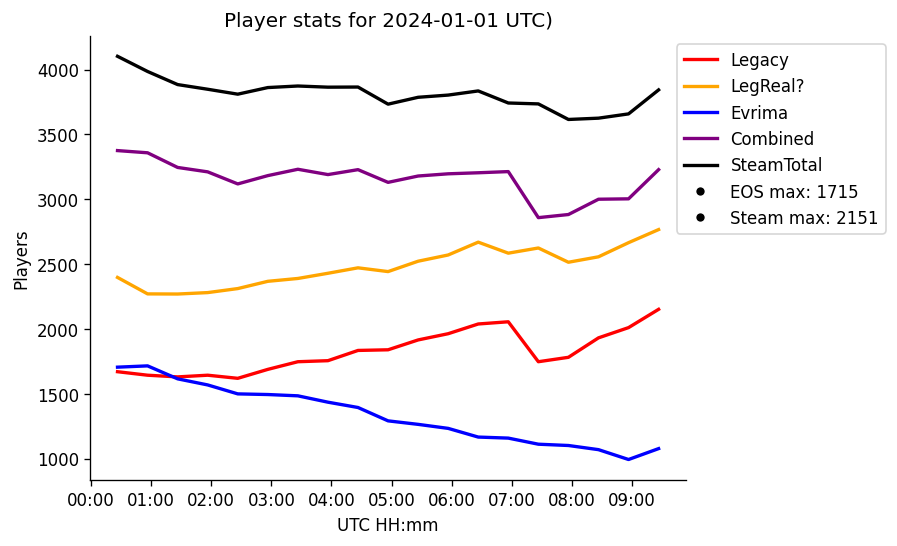 Player stats for 2024-01-01 UTC)
Players
4000
3500
3000
2500
2000
1500
1000
00:00 01:00 02:00 03:00 04:00 05:00 06:00 07:00 08:00 09:00
UTC HH:mm
Legacy
LegReal?
Evrima
Combined
SteamTotal
EOS max: 1715
Steam max: 2151